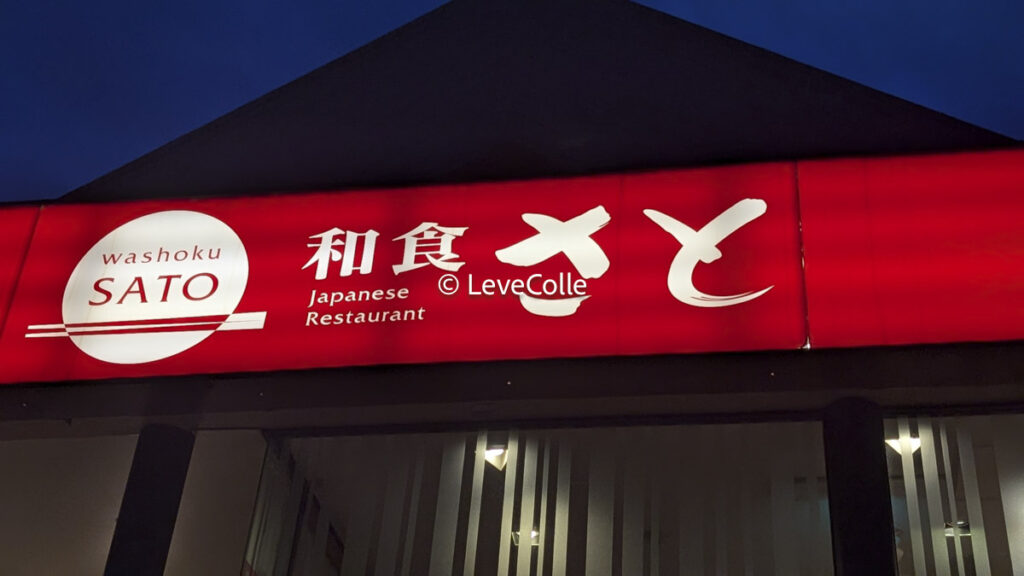 washoku
SATO
和食 さと
Japanese
Restaurant
© LeveColle